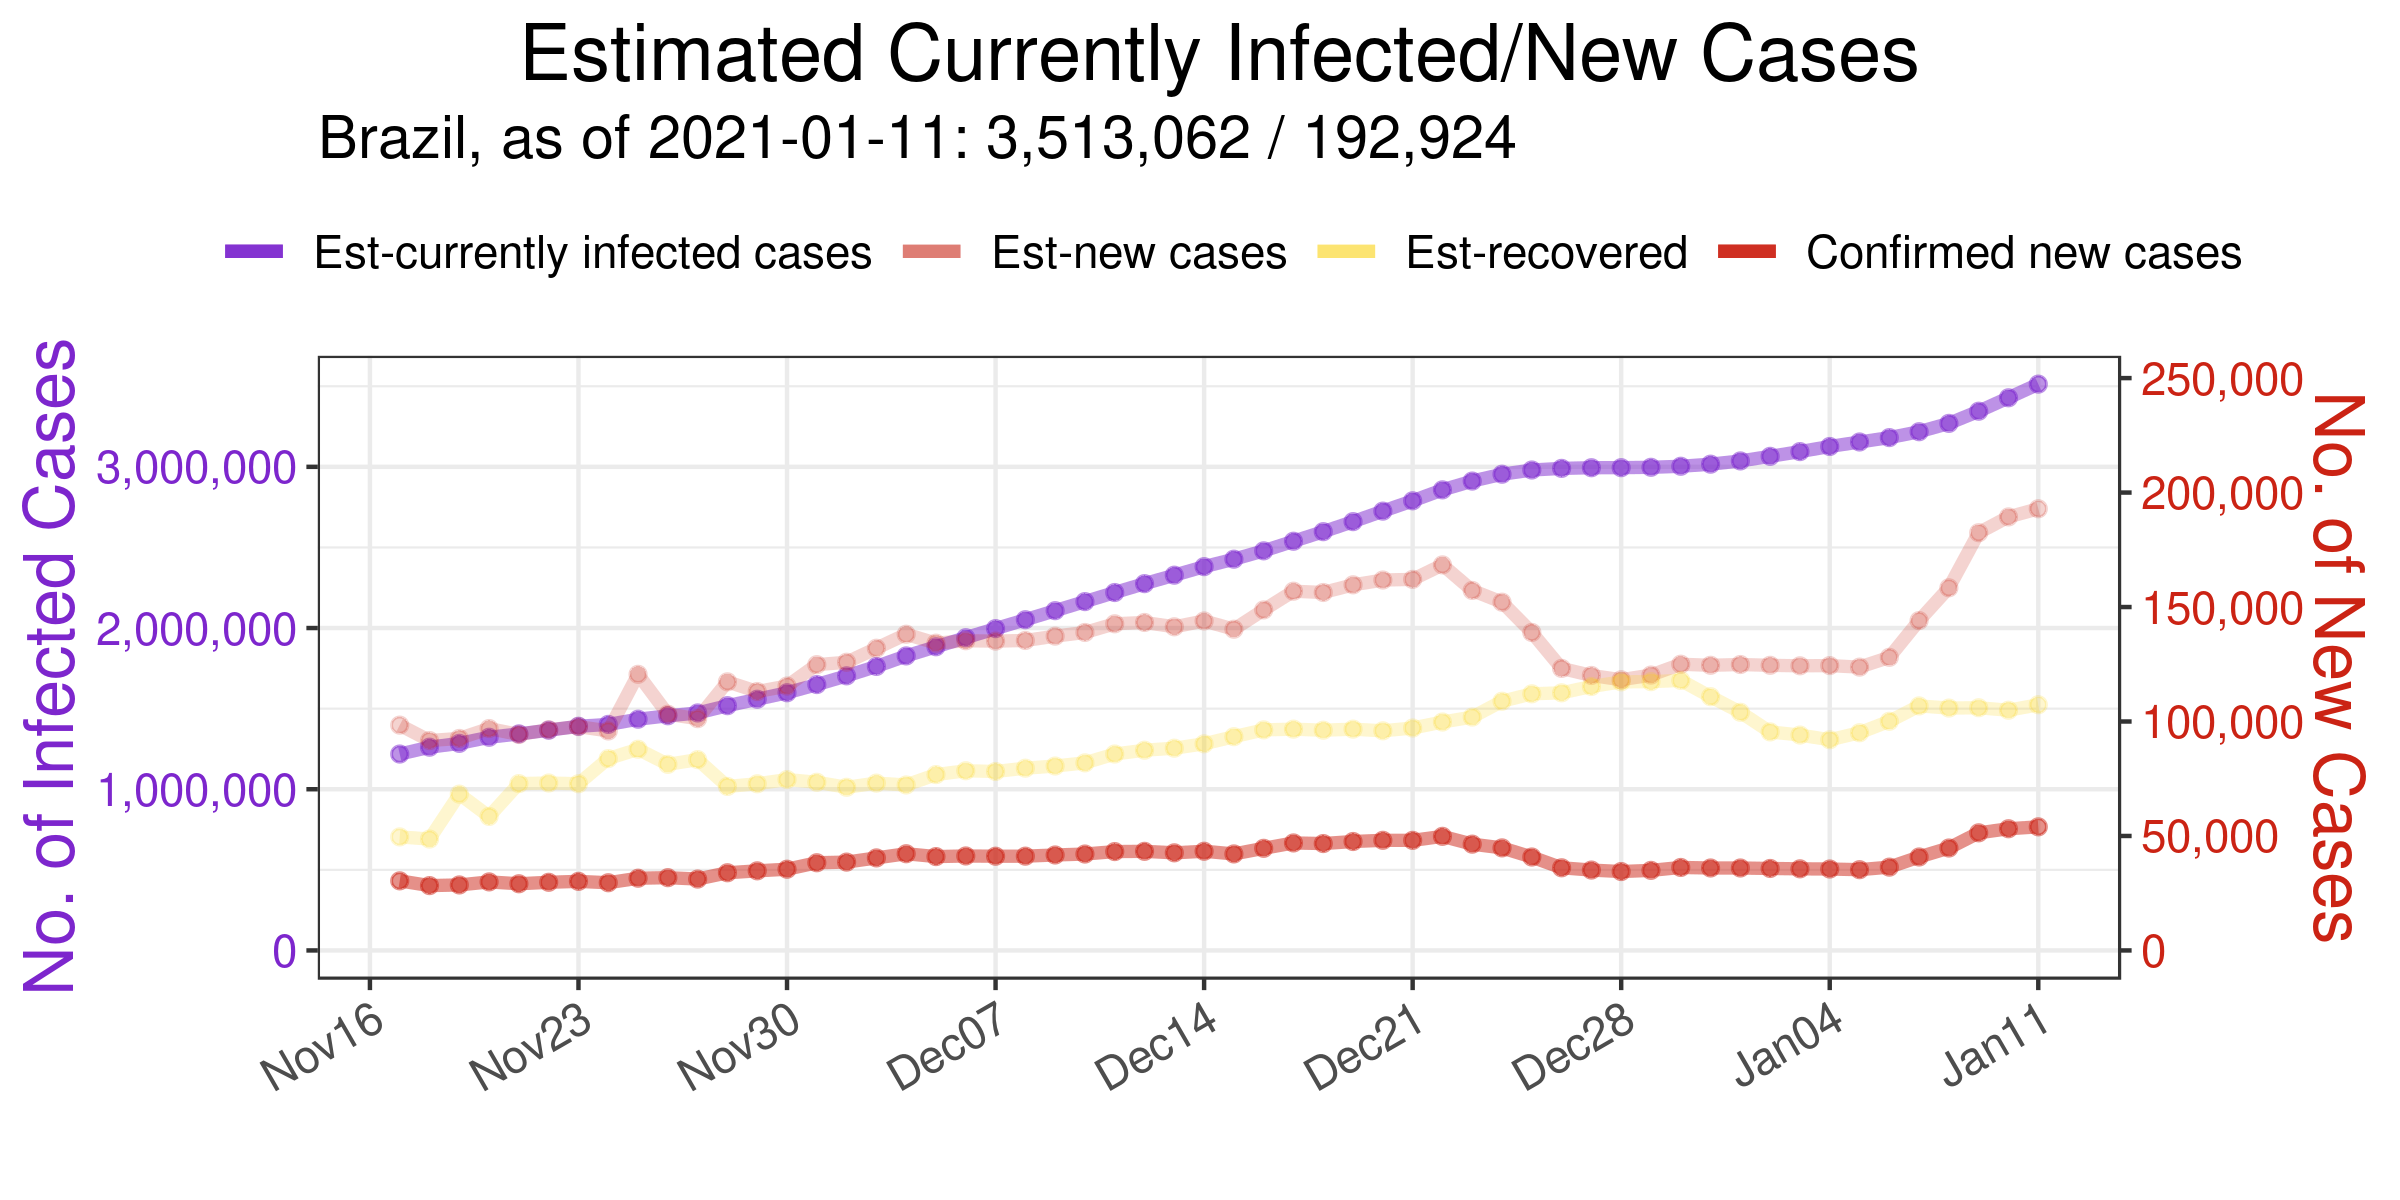 Estimated Currently Infected/New Cases
Brazil, as of 2021-01-11: 3,513,062 / 192,924
Est-currently infected cases Est-new cases Est-recovered Confirmed new cases
No. of Infected Cases
3,000,000
2,000,000
1,000,000
0
250,000
200,000
150,000
100,000
50,000
0
No. of New Cases
Nov16 Nov23 Nov30 Dec07 Dec14 Dec21 Dec28 Jan04 Jan11